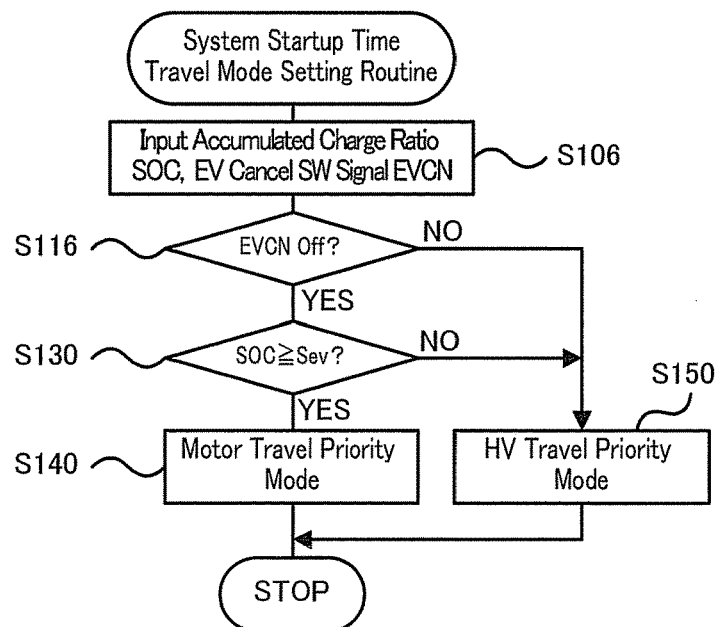 System Startup Time
Travel Mode Setting Routine
Input Accumulated Charge Ratio
SOC, EV Cancel SW Signal EVCN
S106
S116
EVCN Off?
NO
YES
S130
SOC≧Sev?
NO
YES
S150
S140
Motor Travel Priority
Mode
HV Travel Priority
Mode
STOP